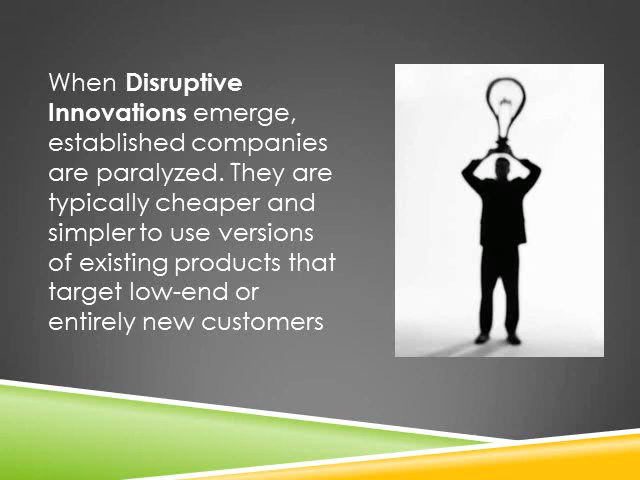 When Disruptive
Innovations emerge,
established companies
are paralyzed. They are
typically cheaper and
simpler to use versions
of existing products that
target low-end or
entirely new customers